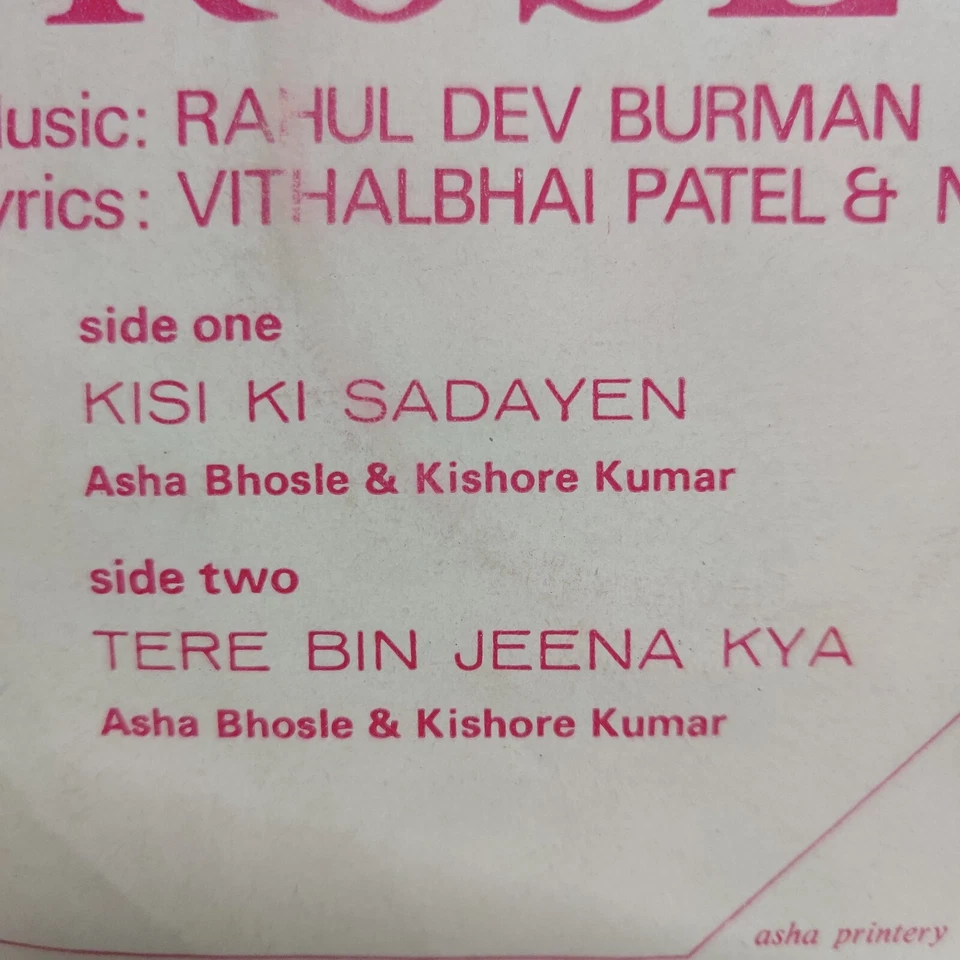 usic: RAHUL DEV BURMAN
yrics: VITHALBHAI PATEL &
side one
KISI KI SADAYEN
Asha Bhosle & Kishore Kumar
side two
TERE BIN JEENA KYA
Asha Bhosle & Kishore Kumar
asha printery